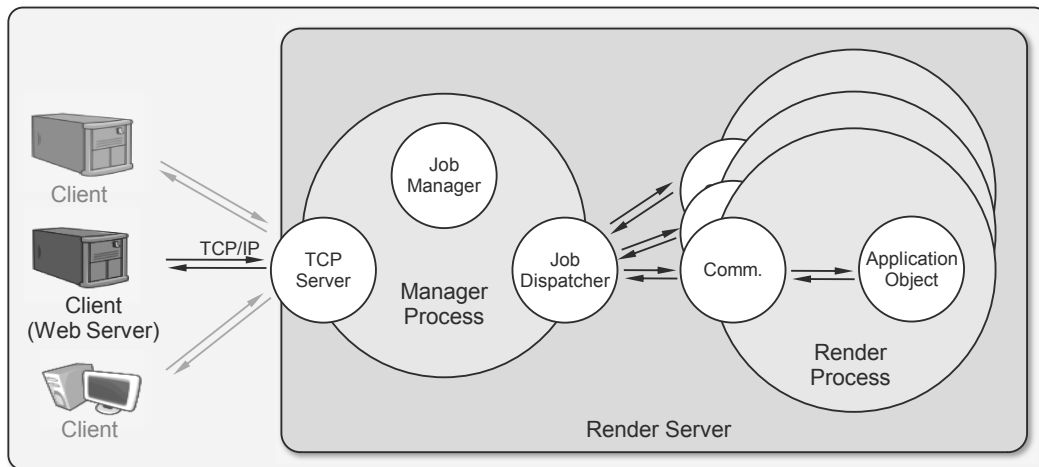 Client
TCP/IP
Client
(Web Server)
Client
Job
Manager
TCP
Server
Manager
Process
Job
Dispatcher
Comm.
Application
Object
Render
Process
Render Server